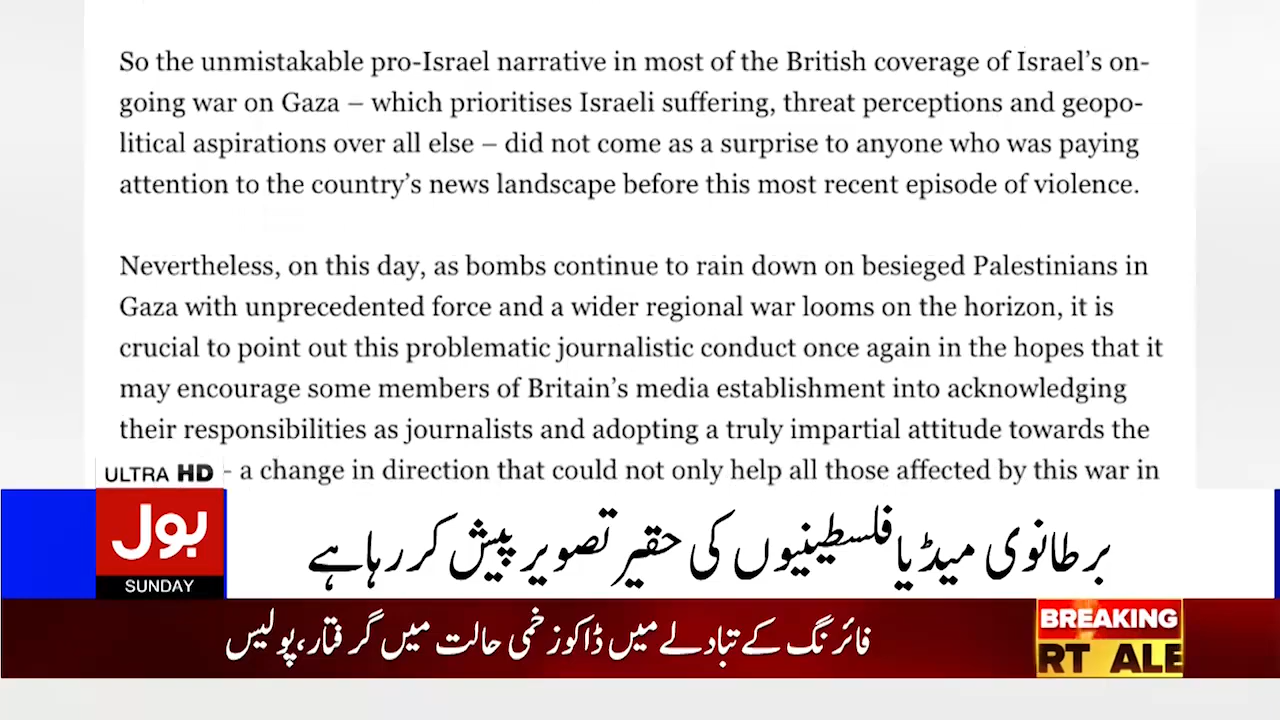 So the unmistakable pro-Israel narrative in most of the British coverage of Israel’s on-
going war on Gaza – which prioritises Israeli suffering, threat perceptions and geopo-
litical aspirations over all else – did not come as a surprise to anyone who was paying
attention to the country’s news landscape before this most recent episode of violence.
Nevertheless, on this day, as bombs continue to rain down on besieged Palestinians in
Gaza with unprecedented force and a wider regional war looms on the horizon, it is
crucial to point out this problematic journalistic conduct once again in the hopes that it
may encourage some members of Britain’s media establishment into acknowledging
their responsibilities as journalists and adopting a truly impartial attitude towards the
- a change in direction that could not only help all those affected by this war in
ULTRA HD
بول
SUNDAY
برطانوی میڈیا فلسطینیوں کی حقیر تصویر پیش کر رہا ہے
فائرنگ کے تبادلے میں ڈاکو زخمی حالت میں گرفتار، پولیس
BREAKING
RT ALE